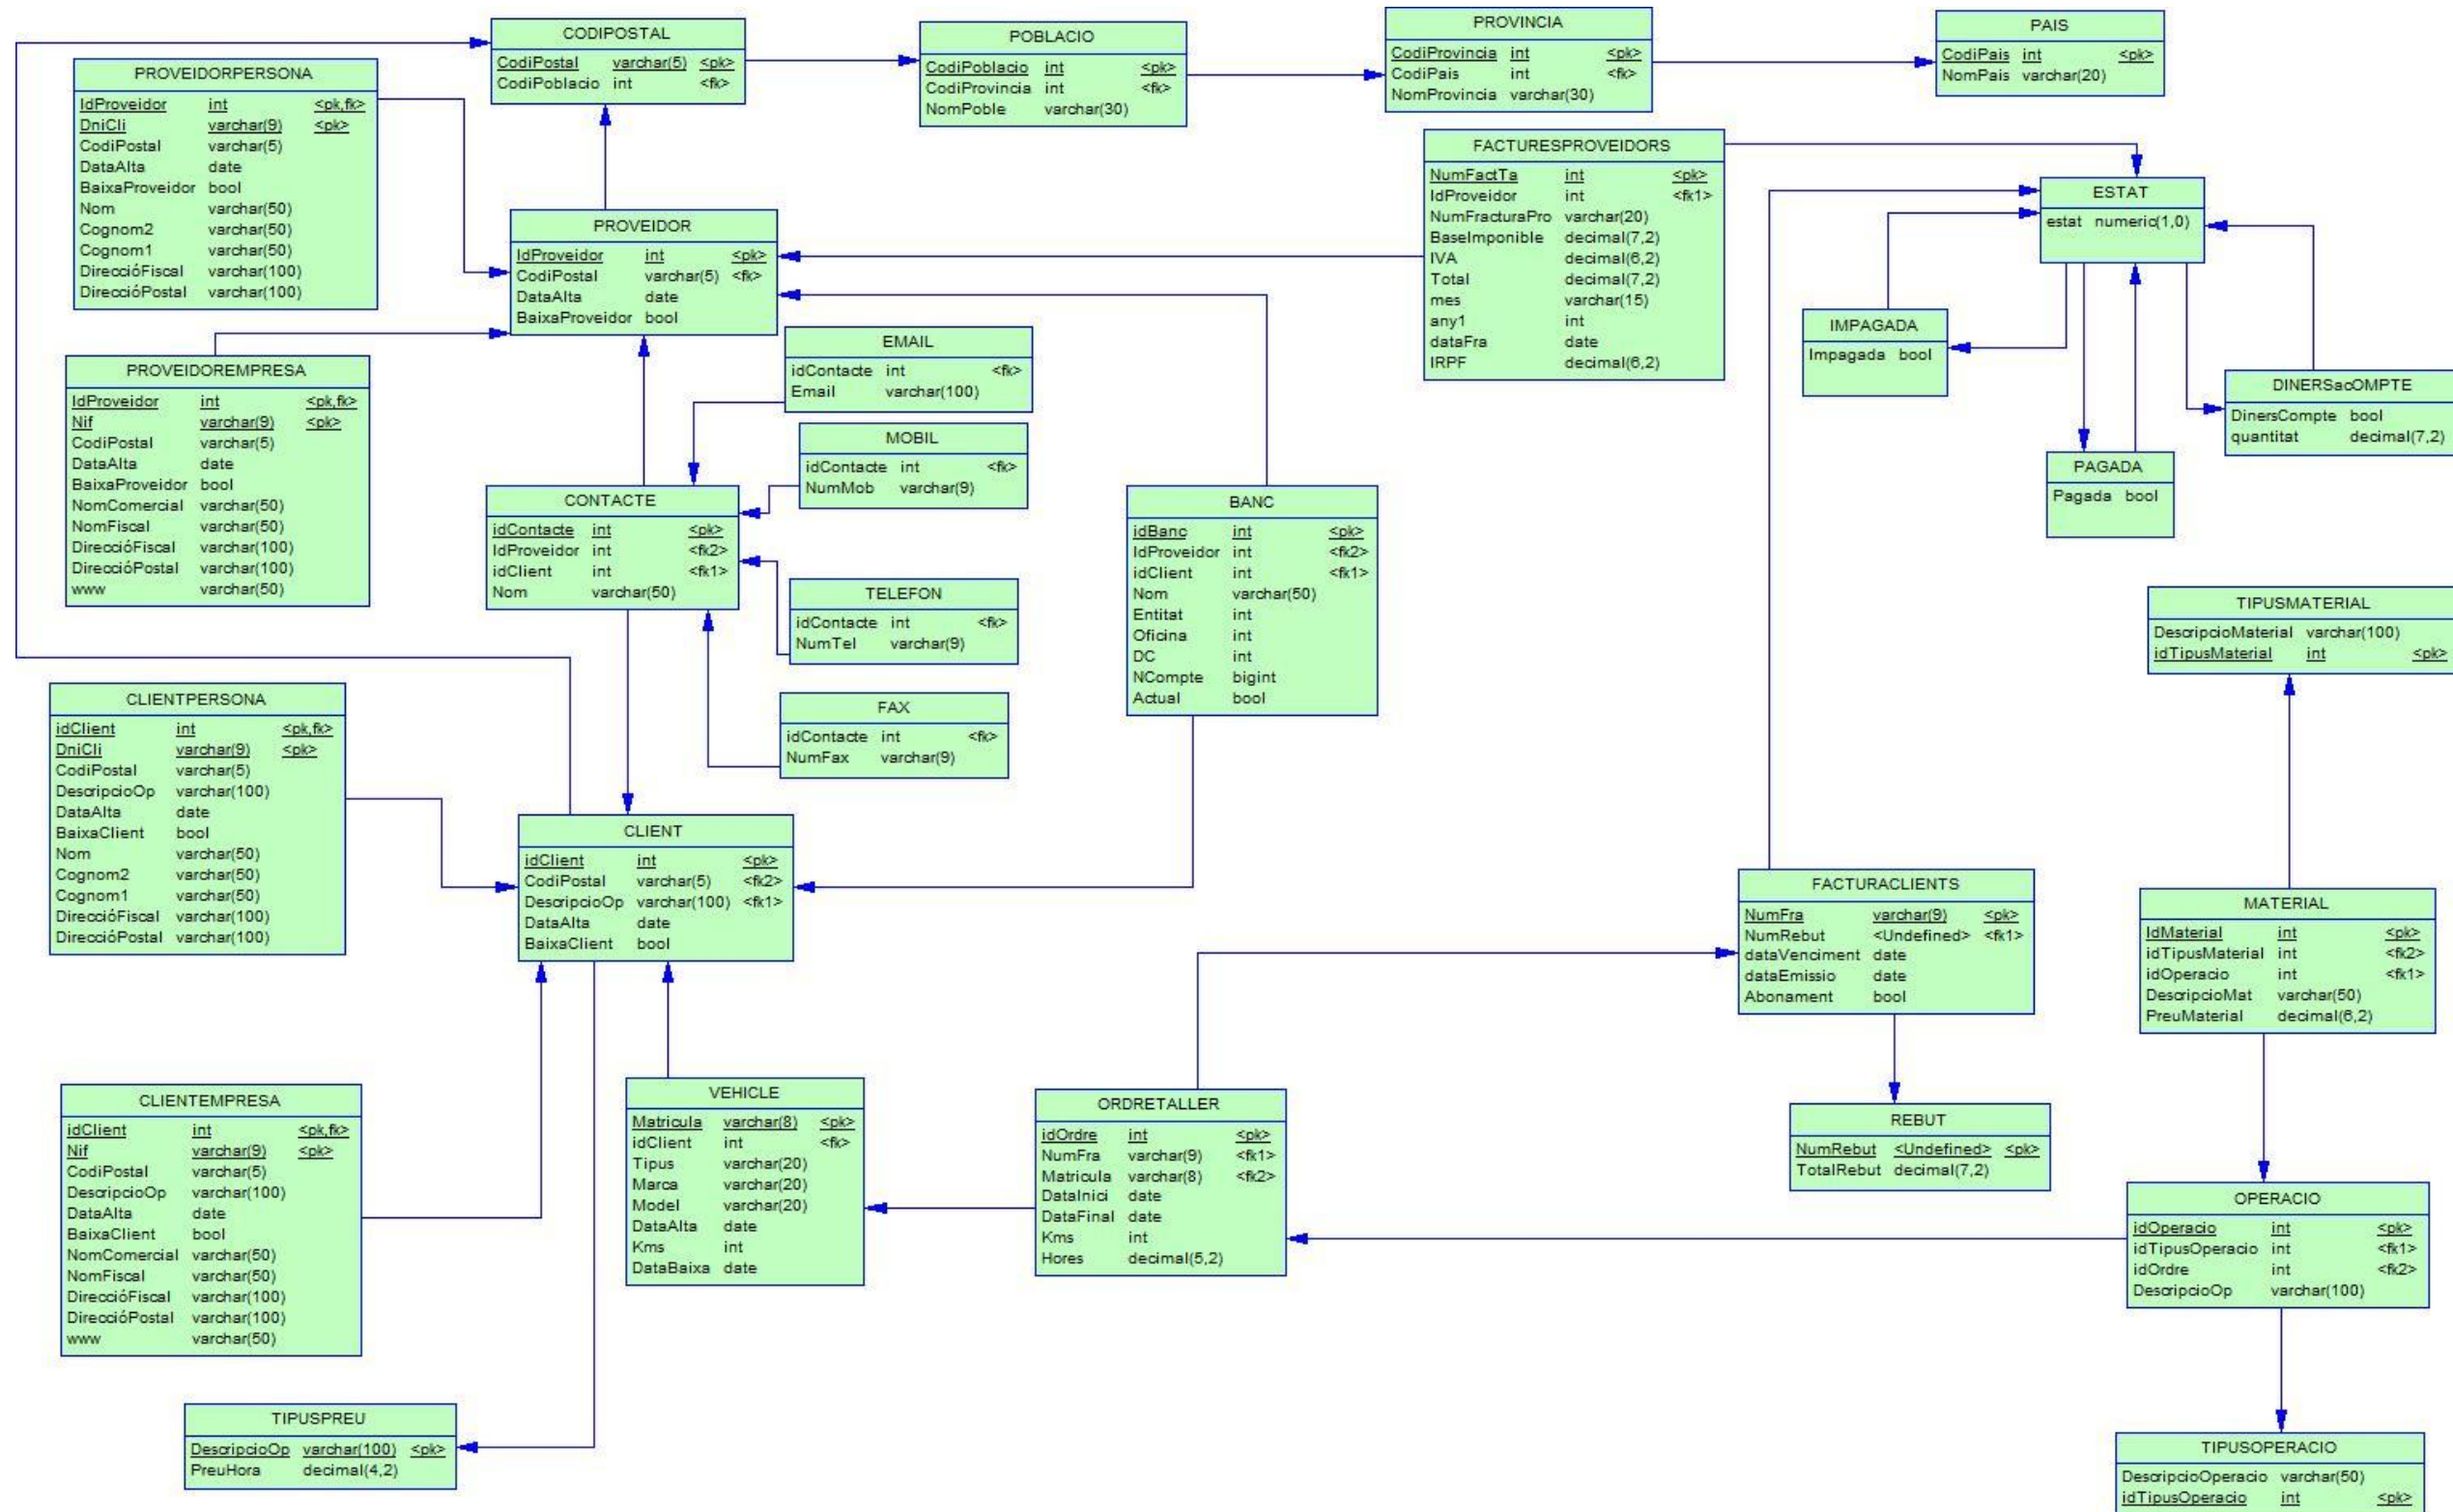 CODIPOSTAL
CodiPostal varchar(5) <pk>
CodiPoblacio int <fk>
POBLACIO
CodiPoblacio int <pk>
CodiProvincia int <fk>
NomPoble varchar(30)
PROVINCIA
CodiProvincia int <pk>
CodiPais int <fk>
NomProvincia varchar(30)
PAIS
CodiPais int <pk>
NomPais varchar(20)
PROVEIDORPERSONA
IdProveidor int <pk,fk>
DniCli varchar(9) <pk>
CodiPostal varchar(5)
DataAlta date
BaixaProveidor bool
Nom varchar(50)
Cognom2 varchar(50)
Cognom1 varchar(50)
DireccióFiscal varchar(100)
DireccióPostal varchar(100)
FACTURESPROVEIDORS
NumFactTa int <pk>
IdProveidor int <fk1>
NumFracturaPro varchar(20)
BaseImponible decimal(7,2)
IVA decimal(6,2)
Total decimal(7,2)
mes varchar(15)
any1 int
dataFra date
IRPF decimal(6,2)
ESTAT
estat numeric(1,0)
PROVEIDOR
IdProveidor int <pk>
CodiPostal varchar(5) <fk>
DataAlta date
BaixaProveidor bool
IMPAGADA
Impagada bool
DINERSacOMPTE
DinersCompte bool
quantitat decimal(7,2)
PAGADA
Pagada bool
PROVEIDOREMPRESA
IdProveidor int <pk,fk>
Nif varchar(9) <pk>
CodiPostal varchar(5)
DataAlta date
BaixaProveidor bool
NomComercial varchar(50)
NomFiscal varchar(50)
DireccióFiscal varchar(100)
DireccióPostal varchar(100)
www varchar(50)
EMAIL
idContacte int <fk>
Email varchar(100)
MOBIL
idContacte int <fk>
NumMob varchar(9)
CONTACTE
idContacte int <pk>
IdProveidor int <fk2>
idClient int <fk1>
Nom varchar(50)
BANC
idBanc int <pk>
IdProveidor int <fk2>
idClient int <fk1>
Nom varchar(50)
Entitat int
Oficina int
DC int
NCompte bigint
Actual bool
TELEFON
idContacte int <fk>
NumTel varchar(9)
FAX
idContacte int <fk>
NumFax varchar(9)
TIPUSMATERIAL
DescripcioMaterial varchar(100)
idTipusMaterial int <pk>
CLIENTPERSONA
idClient int <pk,fk>
DniCli varchar(9) <pk>
CodiPostal varchar(5)
DescripcioOp varchar(100)
DataAlta date
BaixaClient bool
Nom varchar(50)
Cognom2 varchar(50)
Cognom1 varchar(50)
DireccióFiscal varchar(100)
DireccióPostal varchar(100)
CLIENT
idClient int <pk>
CodiPostal varchar(5) <fk2>
DescripcioOp varchar(100) <fk1>
DataAlta date
BaixaClient bool
FACTURACLIENTS
NumFra varchar(9) <pk>
NumRebut <Undefined> <fk1>
dataVenciment date
dataEmissio date
Abonament bool
MATERIAL
IdMaterial int <pk>
idTipusMaterial int <fk2>
idOperacio int <fk1>
DescripcioMat varchar(50)
PreuMaterial decimal(6,2)
CLIENTEMPRESA
idClient int <pk,fk>
Nif varchar(9) <pk>
CodiPostal varchar(5)
DescripcioOp varchar(100)
DataAlta date
BaixaClient bool
NomComercial varchar(50)
NomFiscal varchar(50)
DireccióFiscal varchar(100)
DireccióPostal varchar(100)
www varchar(50)
VEHICLE
Matricula varchar(8) <pk>
idClient int <fk>
Tipus varchar(20)
Marca varchar(20)
Model varchar(20)
DataAlta date
Kms int
DataBaixa date
ORDRETALLER
idOrdre int <pk>
NumFra varchar(9) <fk1>
Matricula varchar(8) <fk2>
DataInici date
DataFinal date
Kms int
Hores decimal(5,2)
REBUT
NumRebut <Undefined> <pk>
TotalRebut decimal(7,2)
OPERACIO
idOperacio int <pk>
idTipusOperacio int <fk1>
idOrdre int <fk2>
DescripcioOp varchar(100)
TIPUSPREU
DescripcioOp varchar(100) <pk>
PreuHora decimal(4,2)
TIPUSOPERACIO
DescripcioOperacio varchar(50)
idTipusOperacio int <pk>